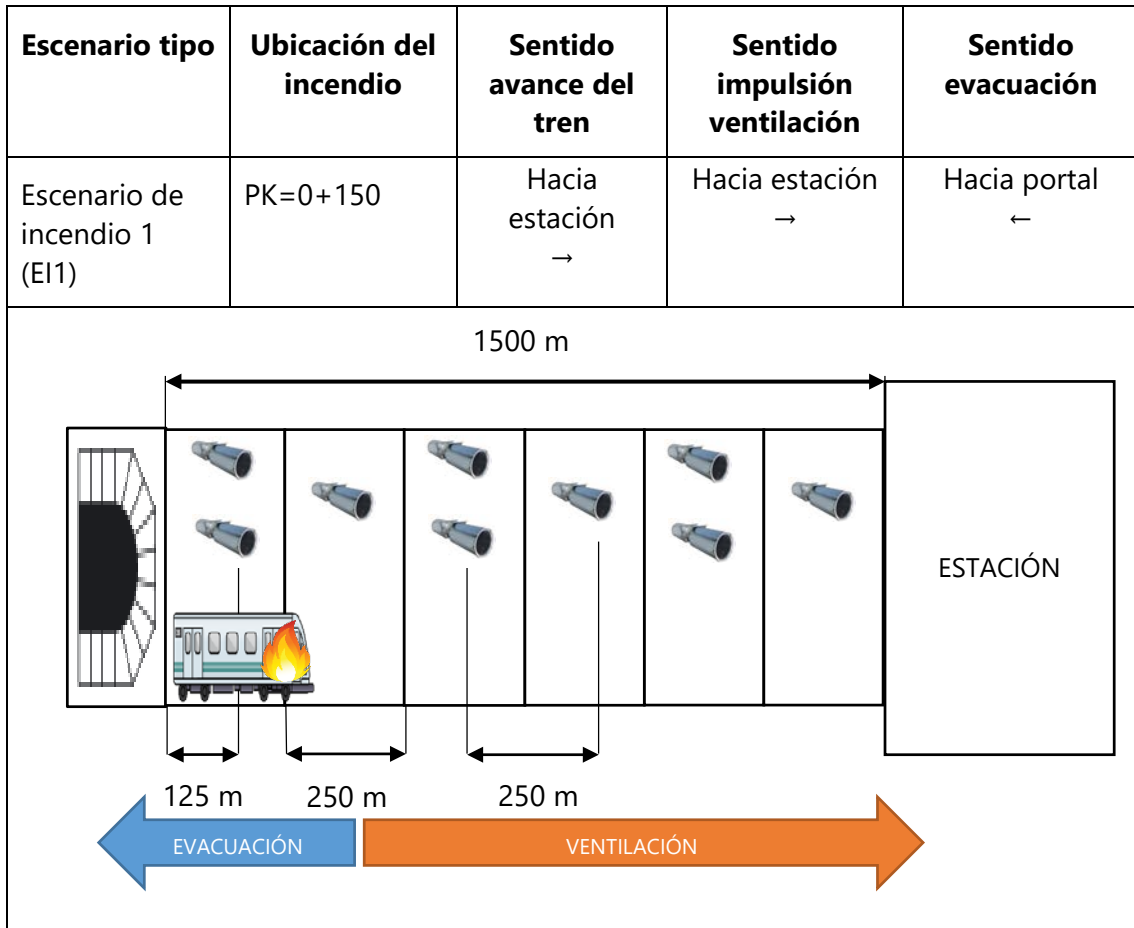 Escenario tipo
Ubicación del
incendio
Sentido
avance del
tren
Sentido
impulsión
ventilación
Sentido
evacuación
Escenario de
incendio 1
(EI1)
PK=0+150
Hacia
estación
→
Hacia estación
→
Hacia portal
←
1500 m
ESTACIÓN
125 m
250 m
250 m
EVACUACIÓN
VENTILACIÓN